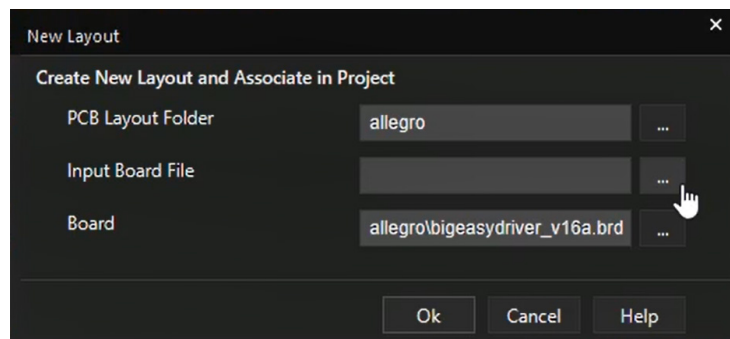 New Layout
Create New Layout and Associate in Project
PCB Layout Folder allegro ...
Input Board File ...
Board allegro\bigeasydriver_v16a.brd ...
Ok Cancel Help